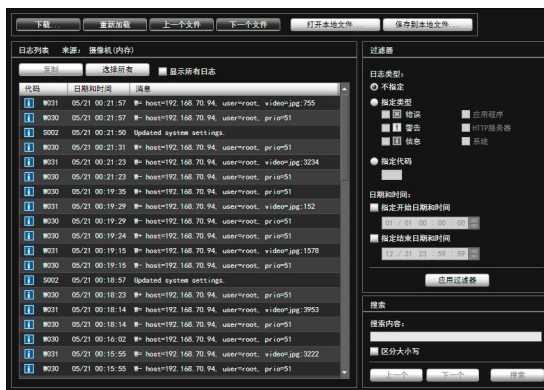 下载... 重新加载 上一个文件 下一个文件 打开本地文件... 保存到本地文件...
日志列表 来源: 摄像机(内存)
复制 选择所有 显示所有日志
代码 日期和时间 消息
W031 05/21 00:21:57 W- host=192.168.70.94, user=root, video=jpg:755
W030 05/21 00:21:57 W- host=192.168.70.94, user=root, prio=51
S002 05/21 00:21:50 Updated system settings.
W030 05/21 00:21:31 W+ host=192.168.70.94, user=root, prio=51
W031 05/21 00:21:23 W- host=192.168.70.94, user=root, video=jpg:3234
W030 05/21 00:21:23 W- host=192.168.70.94, user=root, prio=51
W030 05/21 00:19:35 W+ host=192.168.70.94, user=root, prio=51
W031 05/21 00:19:29 W- host=192.168.70.94, user=root, video=jpg:152
W030 05/21 00:19:29 W- host=192.168.70.94, user=root, prio=51
W030 05/21 00:19:24 W+ host=192.168.70.94, user=root, prio=51
W031 05/21 00:19:15 W- host=192.168.70.94, user=root, video=jpg:1578
W030 05/21 00:19:15 W- host=192.168.70.94, user=root, prio=51
S002 05/21 00:18:57 Updated system settings.
W030 05/21 00:18:23 W+ host=192.168.70.94, user=root, prio=51
W031 05/21 00:18:14 W- host=192.168.70.94, user=root, video=jpg:3953
W030 05/21 00:18:14 W- host=192.168.70.94, user=root, prio=51
W030 05/21 00:16:02 W+ host=192.168.70.94, user=root, prio=51
W031 05/21 00:15:55 W- host=192.168.70.94, user=root, video=jpg:3222
W030 05/21 00:15:55 W- host=192.168.70.94, user=root, prio=51
过滤器
日志类型:
不指定
指定类型
错误 应用程序
警告 HTTP服务器
信息 系统
指定代码
日期和时间:
指定开始日期和时间
01 / 01 00 : 00 : 00
指定结束日期和时间
12 / 31 23 : 59 : 59
应用过滤器
搜索
搜索内容:
区分大小写
上一个 下一个 搜索